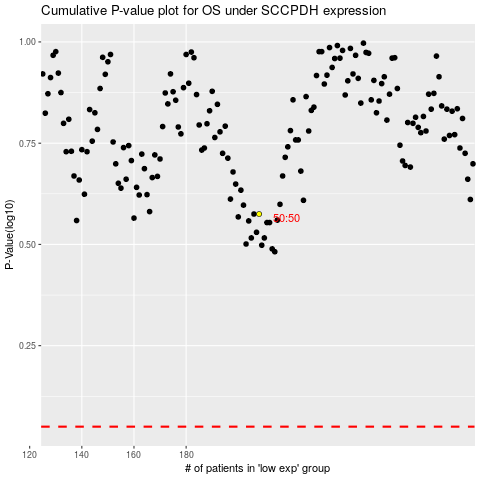 Cumulative P-value plot for OS under SCCPDH expression
P-Value(log10)
1.00
0.75
0.50
0.25
50:50
120 140 160 180
# of patients in 'low exp' group